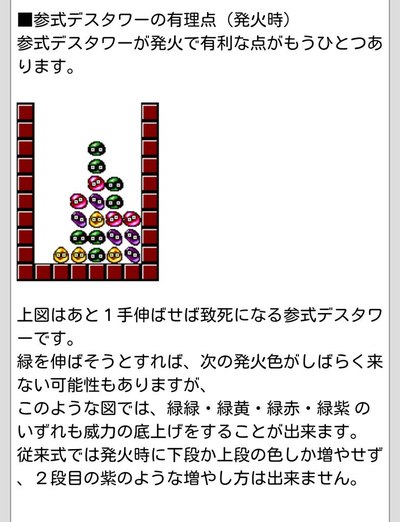 ■参式デスタワーの有理点（発火時）
参式デスタワーが発火で有利な点がもうひとつあ
ります。
上図はあと１手伸ばせば致死になる参式デスタワ
ーです。
緑を伸ばそうとすれば、次の発火色がしばらく来
ない可能性もありますが、
このような図では、緑緑・緑黄・緑赤・緑紫 の
いずれも威力の底上げをすることが出来ます。
従来式では発火時に下段か上段の色しか増やせず
、２段目の紫のような増やし方は出来ません。